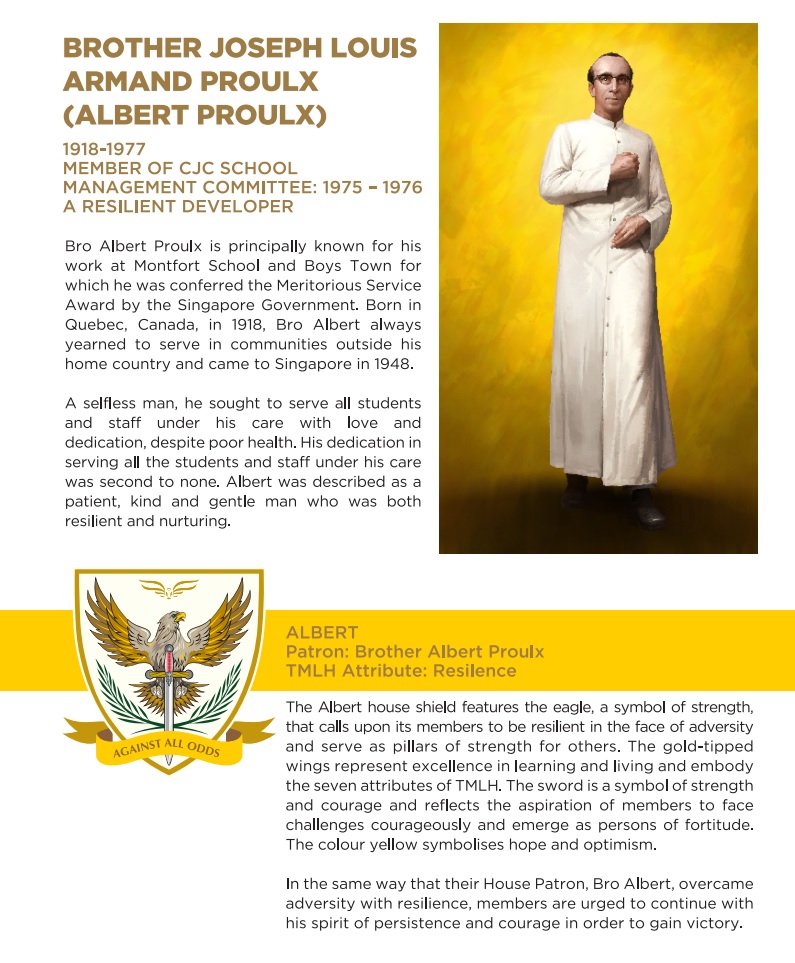 BROTHER JOSEPH LOUIS
ARMAND PROULX
(ALBERT PROULX)
1918-1977
MEMBER OF CJC SCHOOL
MANAGEMENT COMMITTEE: 1975 – 1976
A RESILIENT DEVELOPER
Bro Albert Proulx is principally known for his
work at Montfort School and Boys Town for
which he was conferred the Meritorious Service
Award by the Singapore Government. Born in
Quebec, Canada, in 1918, Bro Albert always
yearned to serve in communities outside his
home country and came to Singapore in 1948.
A selfless man, he sought to serve all students
and staff under his care with love and
dedication, despite poor health. His dedication in
serving all the students and staff under his care
was second to none. Albert was described as a
patient, kind and gentle man who was both
resilient and nurturing.
AGAINST ALL ODDS
ALBERT
Patron: Brother Albert Proulx
TMLH Attribute: Resilence
The Albert house shield features the eagle, a symbol of strength,
that calls upon its members to be resilient in the face of adversity
and serve as pillars of strength for others. The gold-tipped
wings represent excellence in learning and living and embody
the seven attributes of TMLH. The sword is a symbol of strength
and courage and reflects the aspiration of members to face
challenges courageously and emerge as persons of fortitude.
The colour yellow symbolises hope and optimism.
In the same way that their House Patron, Bro Albert, overcame
adversity with resilience, members are urged to continue with
his spirit of persistence and courage in order to gain victory.